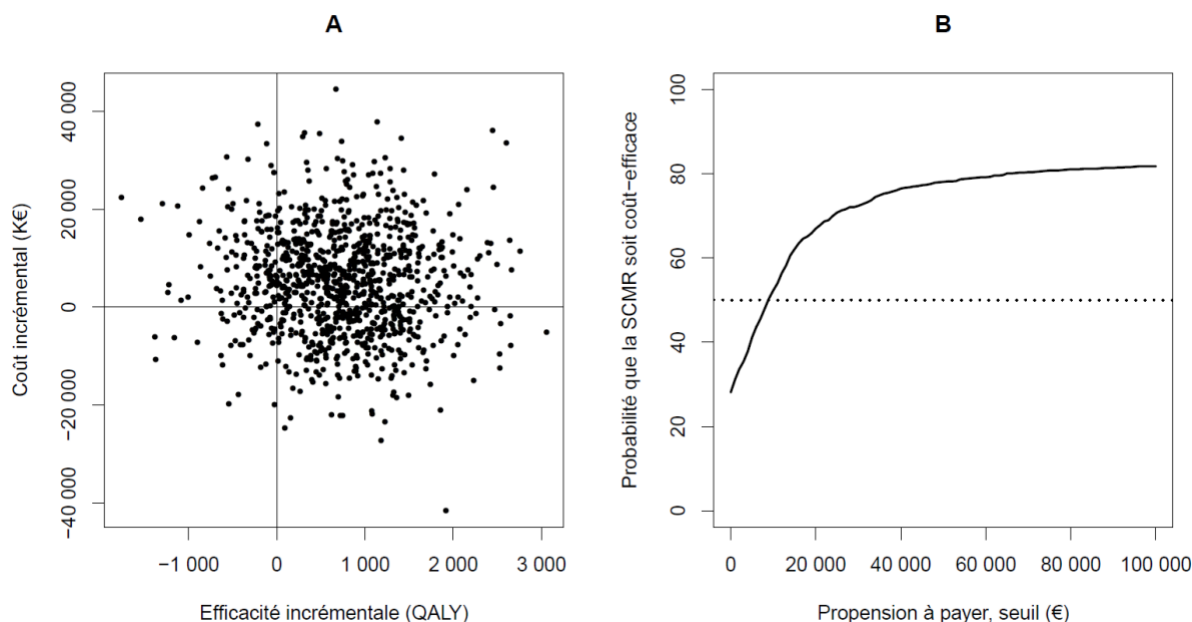 A
Coût incrémental (K€)
40 000
20 000
0
−20 000
−40 000
−1 000 0 1 000 2 000 3 000
Efficacité incrémentale (QALY)
B
Probabilité que la SCMR soit coût−efficace
100
80
60
40
20
0
0 20 000 40 000 60 000 80 000 100 000
Propension à payer, seuil (€)